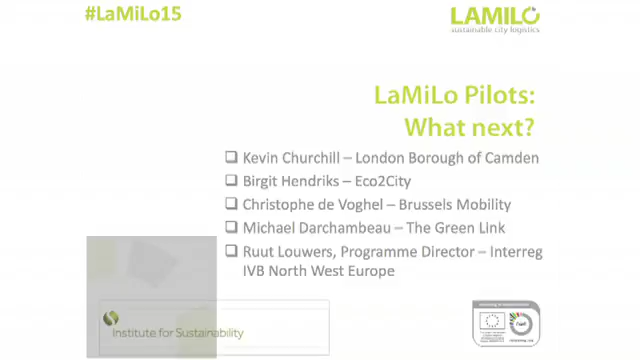 #LaMiLo15
LAMILO
sustainable city logistics
LaMiLo Pilots:
What next?
Kevin Churchill – London Borough of Camden
Birgit Hendriks – Eco2City
Christophe de Voghel – Brussels Mobility
Michael Darchambeau – The Green Link
Ruut Louwers, Programme Director – Interreg
IVB North West Europe
Institute for Sustainability